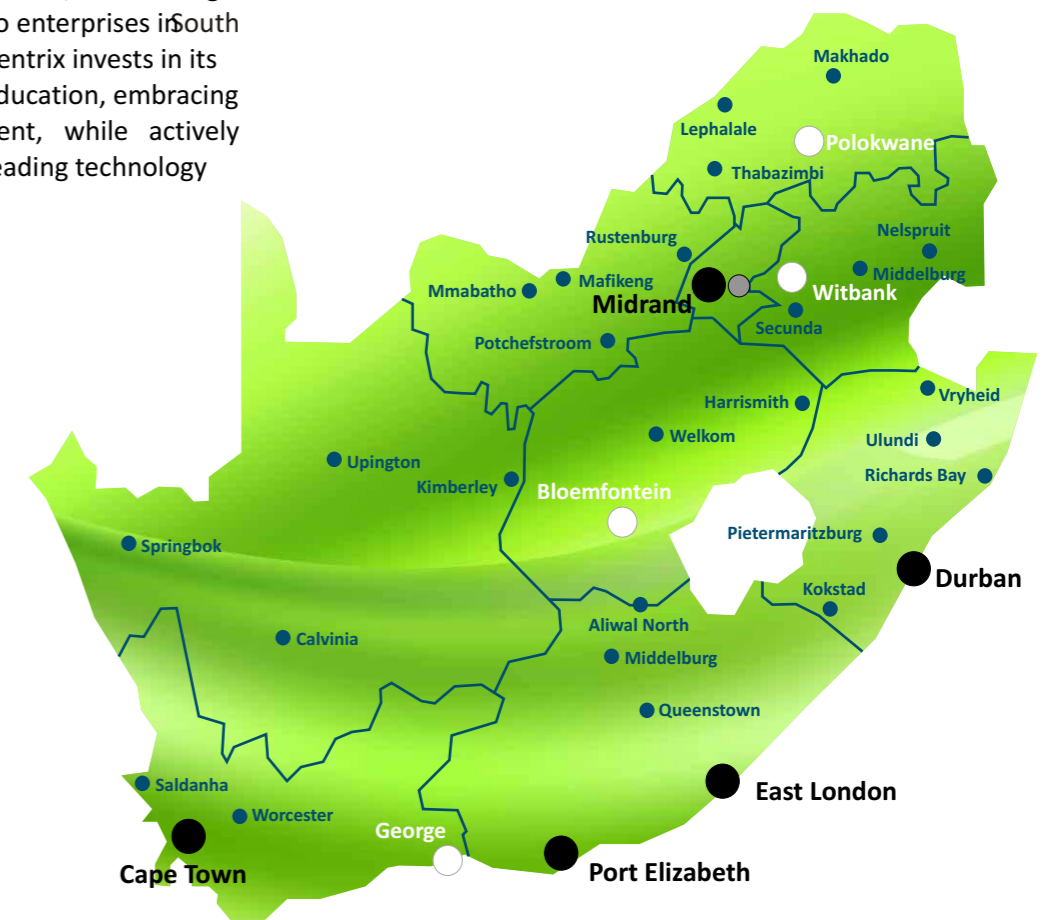 o enterprises in South
entrix invests in its
ducation, embracing
ent, while actively
eading technology
Makhado
Lephalale
Polokwane
Thabazimbi
Nelspruit
Rustenburg
Middelburg
Mafikeng
Mmabatho
Witbank
Midrand
Secunda
Potchefstroom
Vryheid
Harrismith
Welkom
Ulundi
Upington
Richards Bay
Kimberley
Bloemfontein
Pietermaritzburg
Springbok
Durban
Kokstad
Aliwal North
Calvinia
Middelburg
Queenstown
Saldanha
East London
Worcester
George
Cape Town
Port Elizabeth